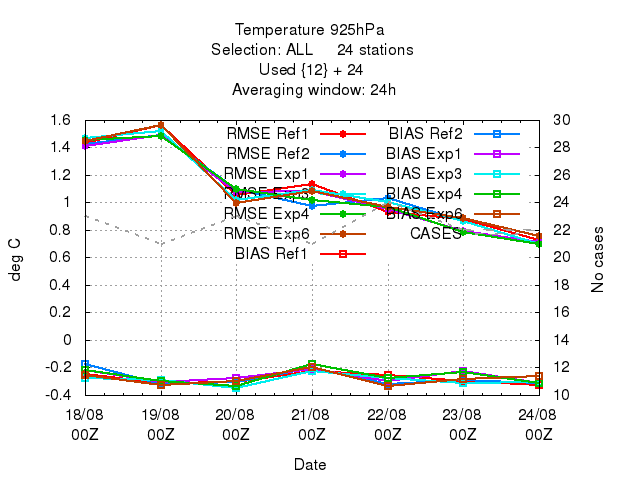 Temperature 925hPa
Selection: ALL 24 stations
Used {12} + 24
Averaging window: 24h
1.6 30
RMSE Ref1 BIAS Ref2
1.4 28
RMSE Ref2 BIAS Exp1
1.2 26
RMSE Exp1 BIAS Exp3
RMSE Exp3 BIAS Exp4
1 24
RMSE Exp4 BIAS Exp6
0.8 22
RMSE Exp6 CASES
BIAS Ref1
0.6 20
0.4 18
0.2 16
0 14
-0.2 12
-0.4 10
deg C
No cases
18/08 19/08 20/08 21/08 22/08 23/08 24/08
00Z 00Z 00Z 00Z 00Z 00Z 00Z
Date